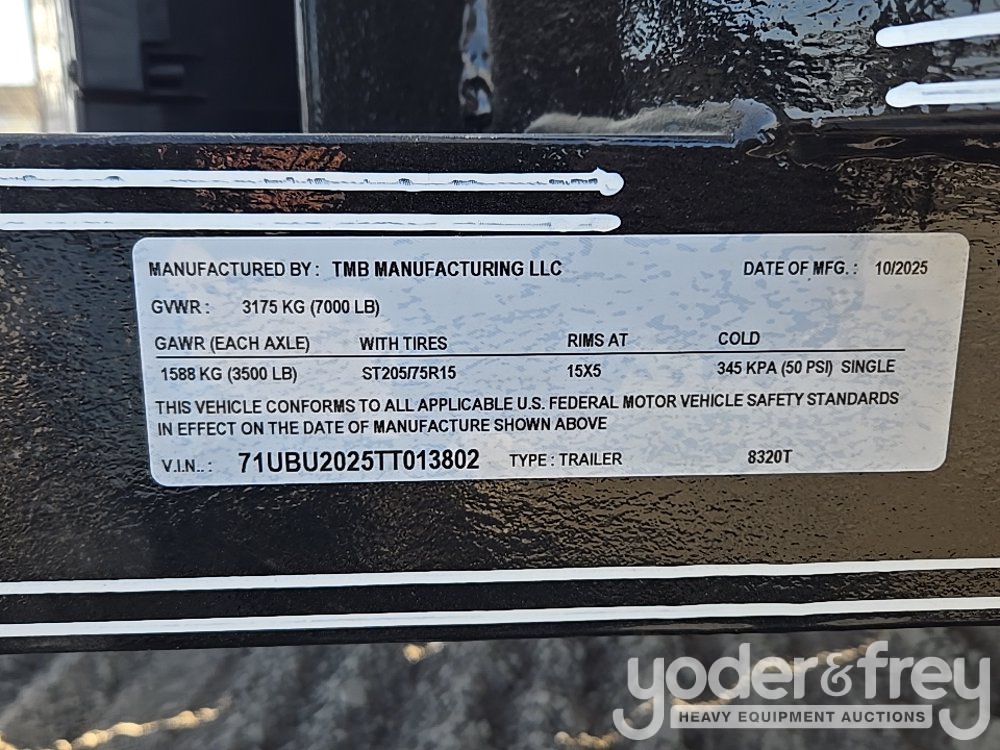 MANUFACTURED BY: TMB MANUFACTURING LLC DATE OF MFG.: 10/2025
GVWR: 3175 KG (7000 LB)
GAWR (EACH AXLE) WITH TIRES RIMS AT COLD
1588 KG (3500 LB) ST205/75R15 15X5 345 KPA (50 PSI) SINGLE
THIS VEHICLE CONFORMS TO ALL APPLICABLE U.S. FEDERAL MOTOR VEHICLE SAFETY STANDARDS
IN EFFECT ON THE DATE OF MANUFACTURE SHOWN ABOVE
V.I.N..: 71UBU2025TT013802 TYPE: TRAILER 8320T
yoder&frey
HEAVY EQUIPMENT AUCTIONS